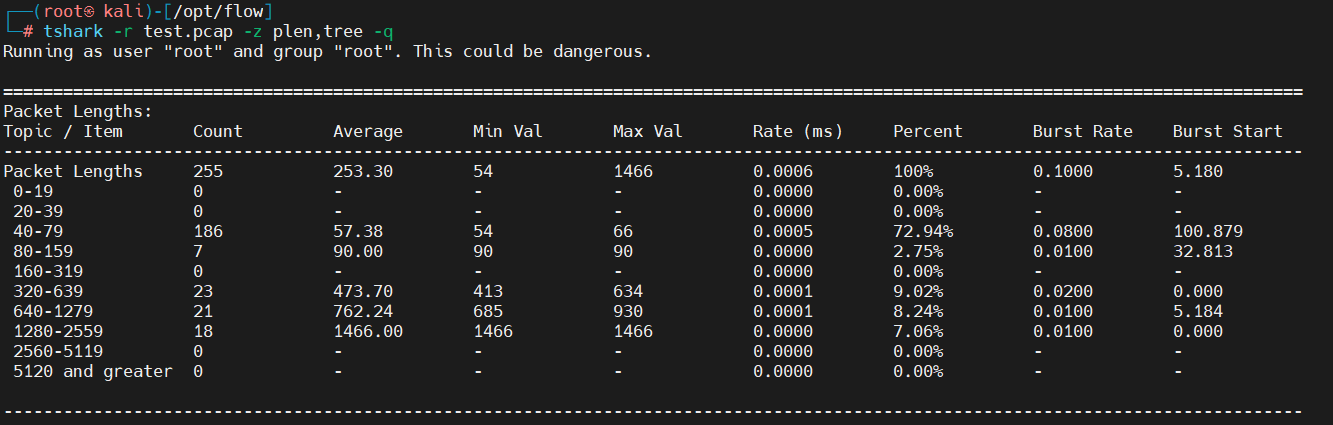 ┌──(root㉿ kali)-[/opt/flow]
└─# tshark -r test.pcap -z plen,tree -q
Running as user "root" and group "root". This could be dangerous.
==================================================================================================================================
Packet Lengths:
Topic / Item       Count         Average       Min Val       Max Val       Rate (ms)     Percent       Burst Rate    Burst Start
----------------------------------------------------------------------------------------------------------------------------------
Packet Lengths     255           253.30        54            1466          0.0006        100%          0.1000        5.180
 0-19              0             -             -             -             0.0000        0.00%         -             -
 20-39             0             -             -             -             0.0000        0.00%         -             -
 40-79             186           57.38         54            66            0.0005        72.94%        0.0800        100.879
 80-159            7             90.00         90            90            0.0000        2.75%         0.0100        32.813
 160-319           0             -             -             -             0.0000        0.00%         -             -
 320-639           23            473.70        413           634           0.0001        9.02%         0.0200        0.000
 640-1279          21            762.24        685           930           0.0001        8.24%         0.0100        5.184
 1280-2559         18            1466.00       1466          1466          0.0000        7.06%         0.0100        0.000
 2560-5119         0             -             -             -             0.0000        0.00%         -             -
 5120 and greater  0             -             -             -             0.0000        0.00%         -             -
----------------------------------------------------------------------------------------------------------------------------------